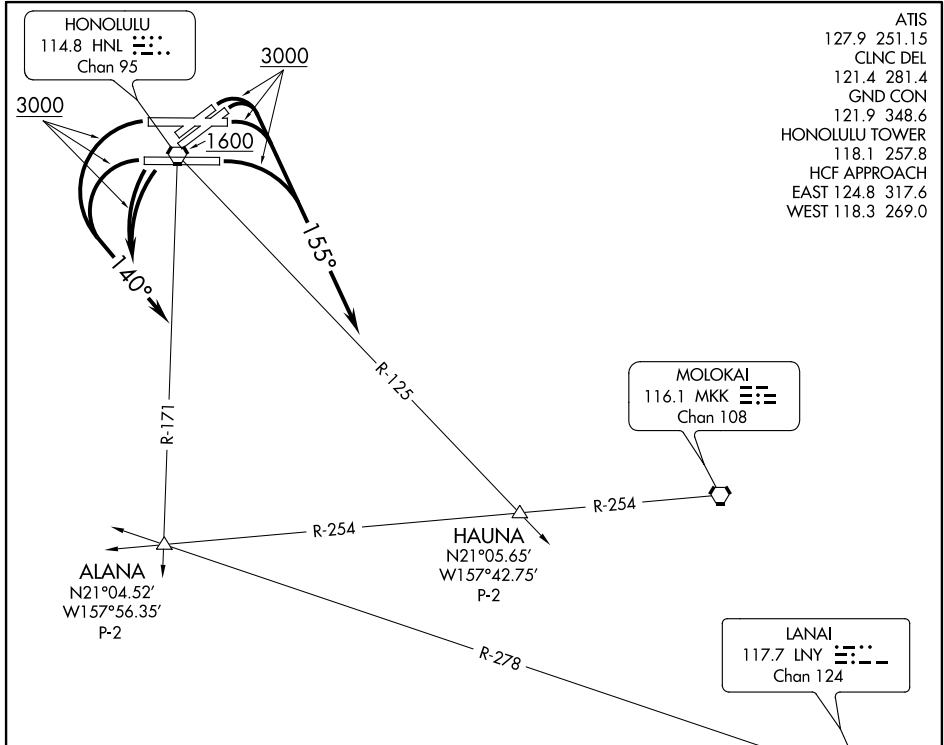 HONOLULU
114.8 HNL
Chan 95
3000
3000
1600
ATIS
127.9 251.15
CLNC DEL
121.4 281.4
GND CON
121.9 348.6
HONOLULU TOWER
118.1 257.8
HCF APPROACH
EAST 124.8 317.6
WEST 118.3 269.0
155°
140°
R-125
R-171
MOLOKAI
116.1 MKK
Chan 108
R-254
R-254
HAUNA
N21°05.65′
W157°42.75′
P-2
ALANA
N21°04.52′
W157°56.35′
P-2
R-278
LANAI
117.7 LNY
Chan 124